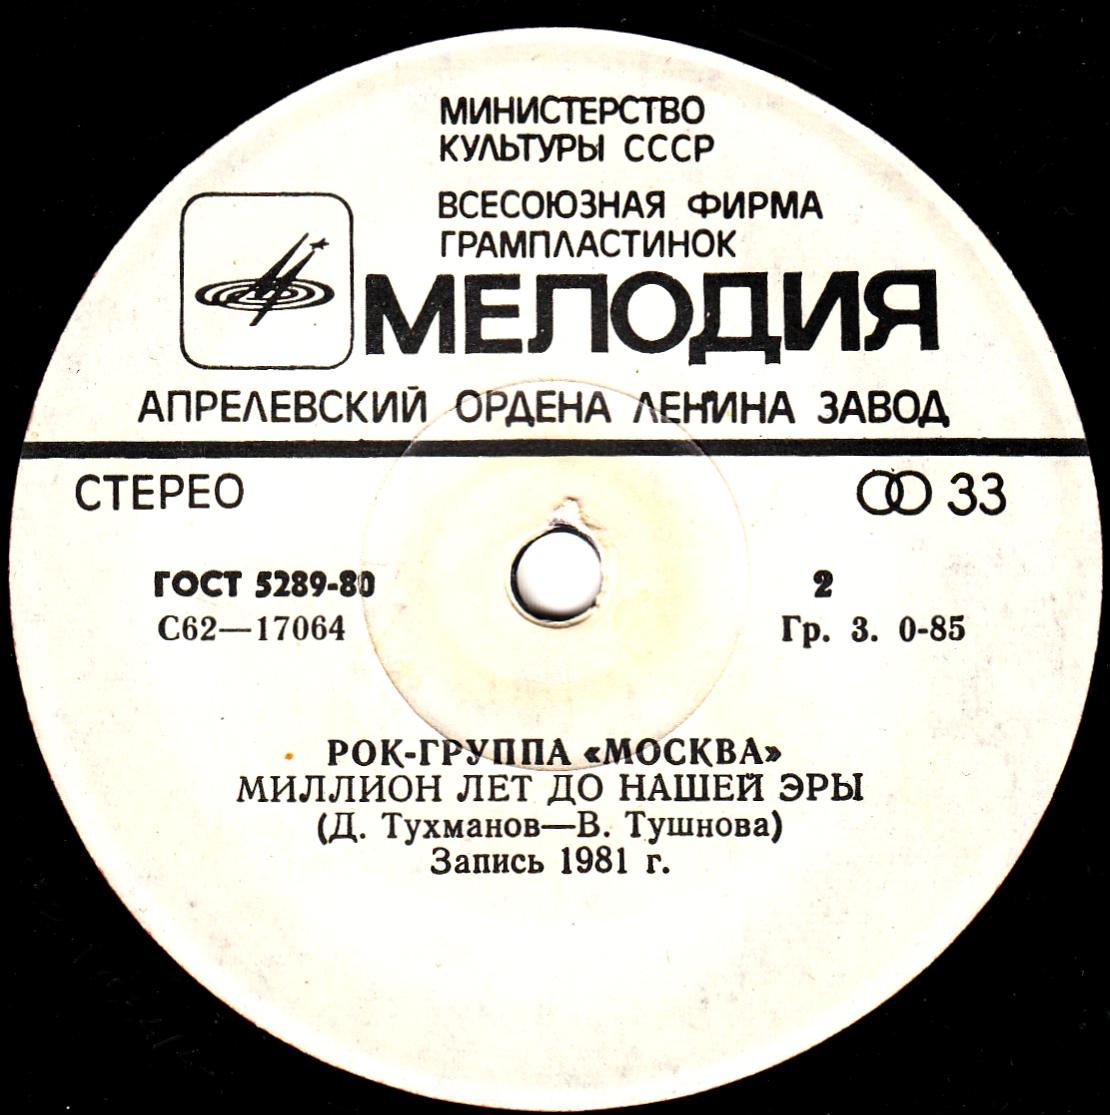 МИНИСТЕРСТВО
КУЛЬТУРЫ СССР
ВСЕСОЮЗНАЯ ФИРМА
ГРАМПЛАСТИНОК
МЕЛОДИЯ
АПРЕЛЕВСКИЙ ОРДЕНА ЛЕНИНА ЗАВОД
СТЕРЕО 33
ГОСТ 5289-80 2
С62—17064 Гр. 3. 0-85
РОК-ГРУППА «МОСКВА»
МИЛЛИОН ЛЕТ ДО НАШЕЙ ЭРЫ
(Д. Тухманов—В. Тушнова)
Запись 1981 г.